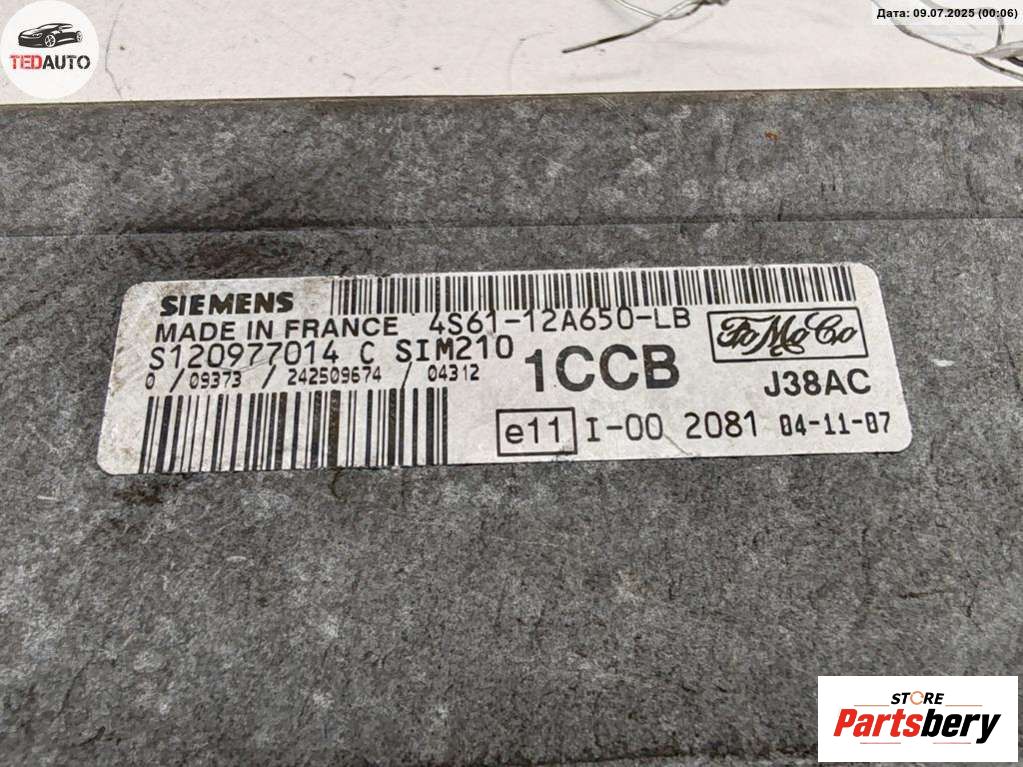 TEDAUTO
Дата: 09.07.2025 (00:06)
SIEMENS
MADE IN FRANCE 4S61-12A650-LB
S120977014 C SIM210
0 / 09373 / 242509674 / 04312
1CCB
FoMoCo
J38AC
e11 I-00 2081 04-11-07
STORE
Partsbery